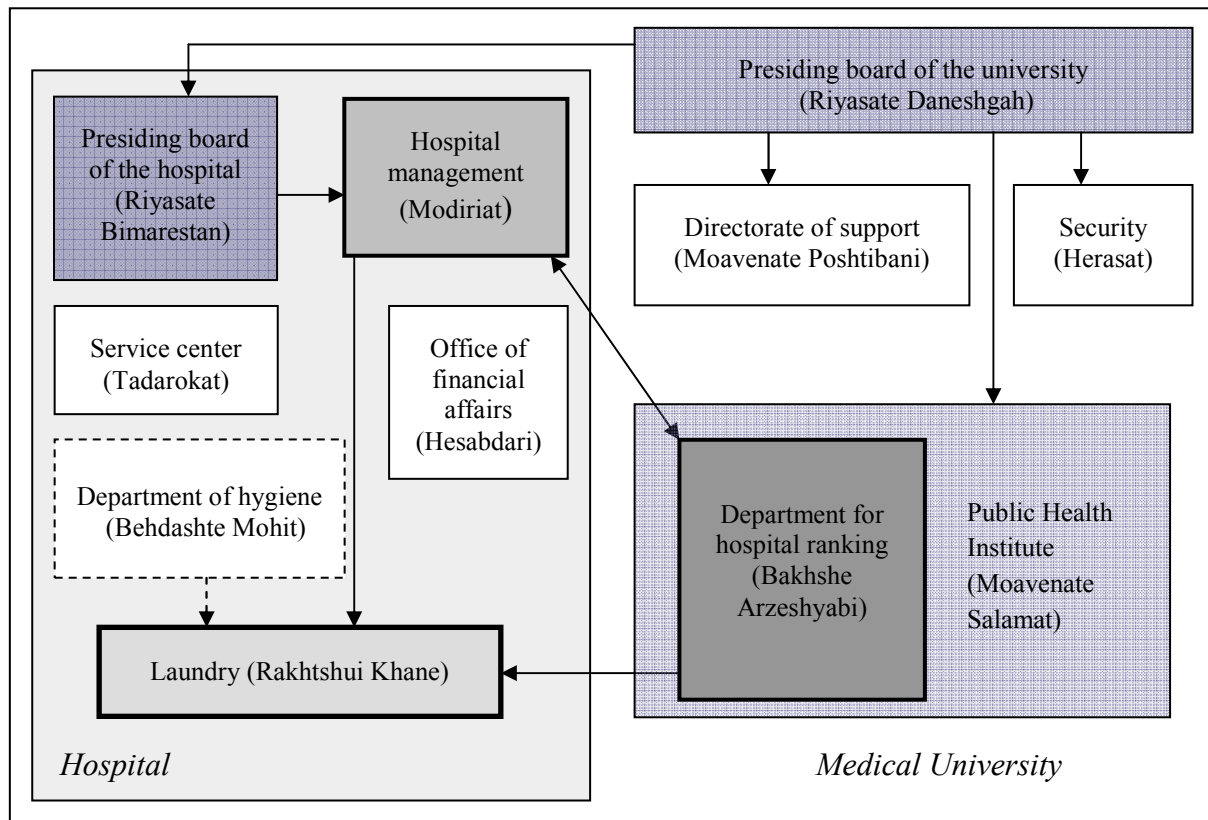 Presiding board of the university
(Riyasate Daneshgah)
Presiding board
of the hospital
(Riyasate
Bimarestan)
Hospital
management
(Modiriat)
Directorate of support
(Moavenate Poshtibani)
Security
(Herasat)
Service center
(Tadarokat)
Office of
financial
affairs
(Hesabdari)
Department of hygiene
(Behdashte Mohit)
Department for
hospital ranking
(Bakhshe
Arzeshyabi)
Public Health
Institute
(Moavenate
Salamat)
Laundry (Rakhtshui Khane)
Hospital
Medical University